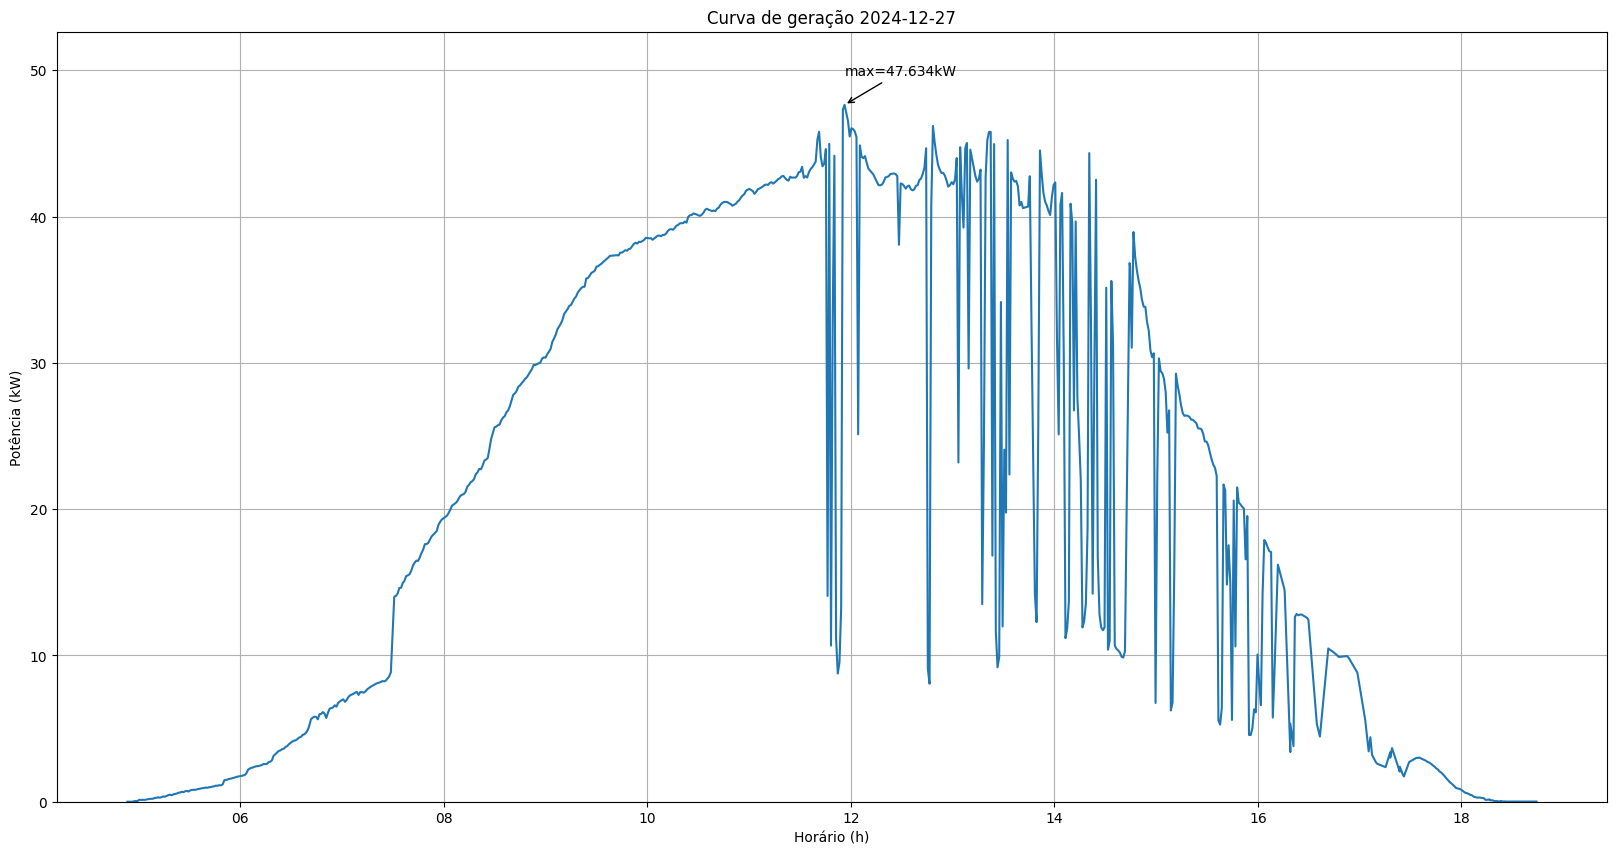 Curva de geração 2024-12-27
max=47.634kW
Potência (kW)
50
40
30
20
10
0
06 08 10 12 14 16 18
Horário (h)